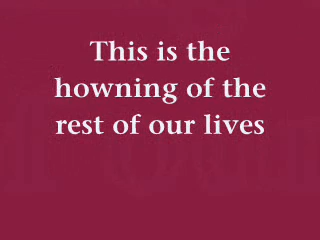 This is the
howning of the
rest of our lives